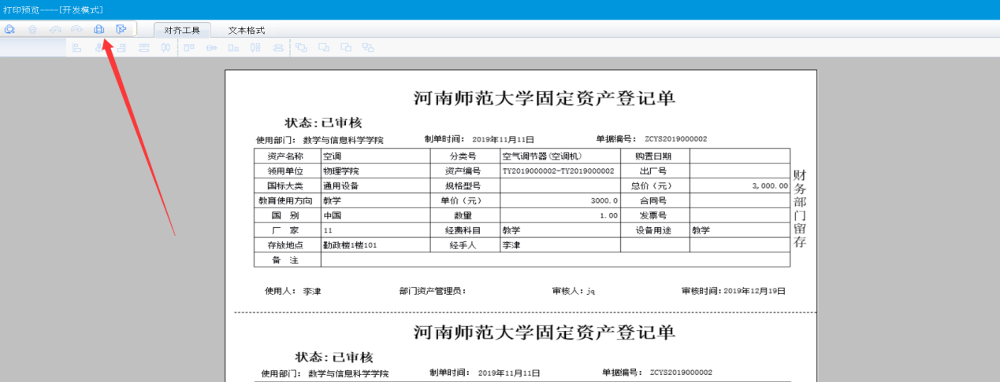 打印预览----[开发模式]
对齐工具 文本格式
河南师范大学固定资产登记单
状态:已审核
使用部门: 数学与信息科学学院 制单时间: 2019年11月11日 单据编号: ZCYS2019000002
资产名称 空调 分类号 空气调节器(空调机) 购置日期
领用单位 物理学院 资产编号 TY2019000002-TY2019000002 出厂号
国标大类 通用设备 规格型号 总价(元) 3,000.00
教育使用方向 教学 单价(元) 3000.0 合同号
国 别 中国 数量 1.00 发票号
厂 家 11 经费科目 教学 设备用途 教学
存放地点 勤政楼1楼101 经手人 李津
备 注
财务部门留存
使用人: 李津 部门资产管理员: 审核人:jq 审核时间:2019年12月19日
河南师范大学固定资产登记单
状态:已审核
使用部门: 数学与信息科学学院 制单时间: 2019年11月11日 单据编号: ZCYS2019000002